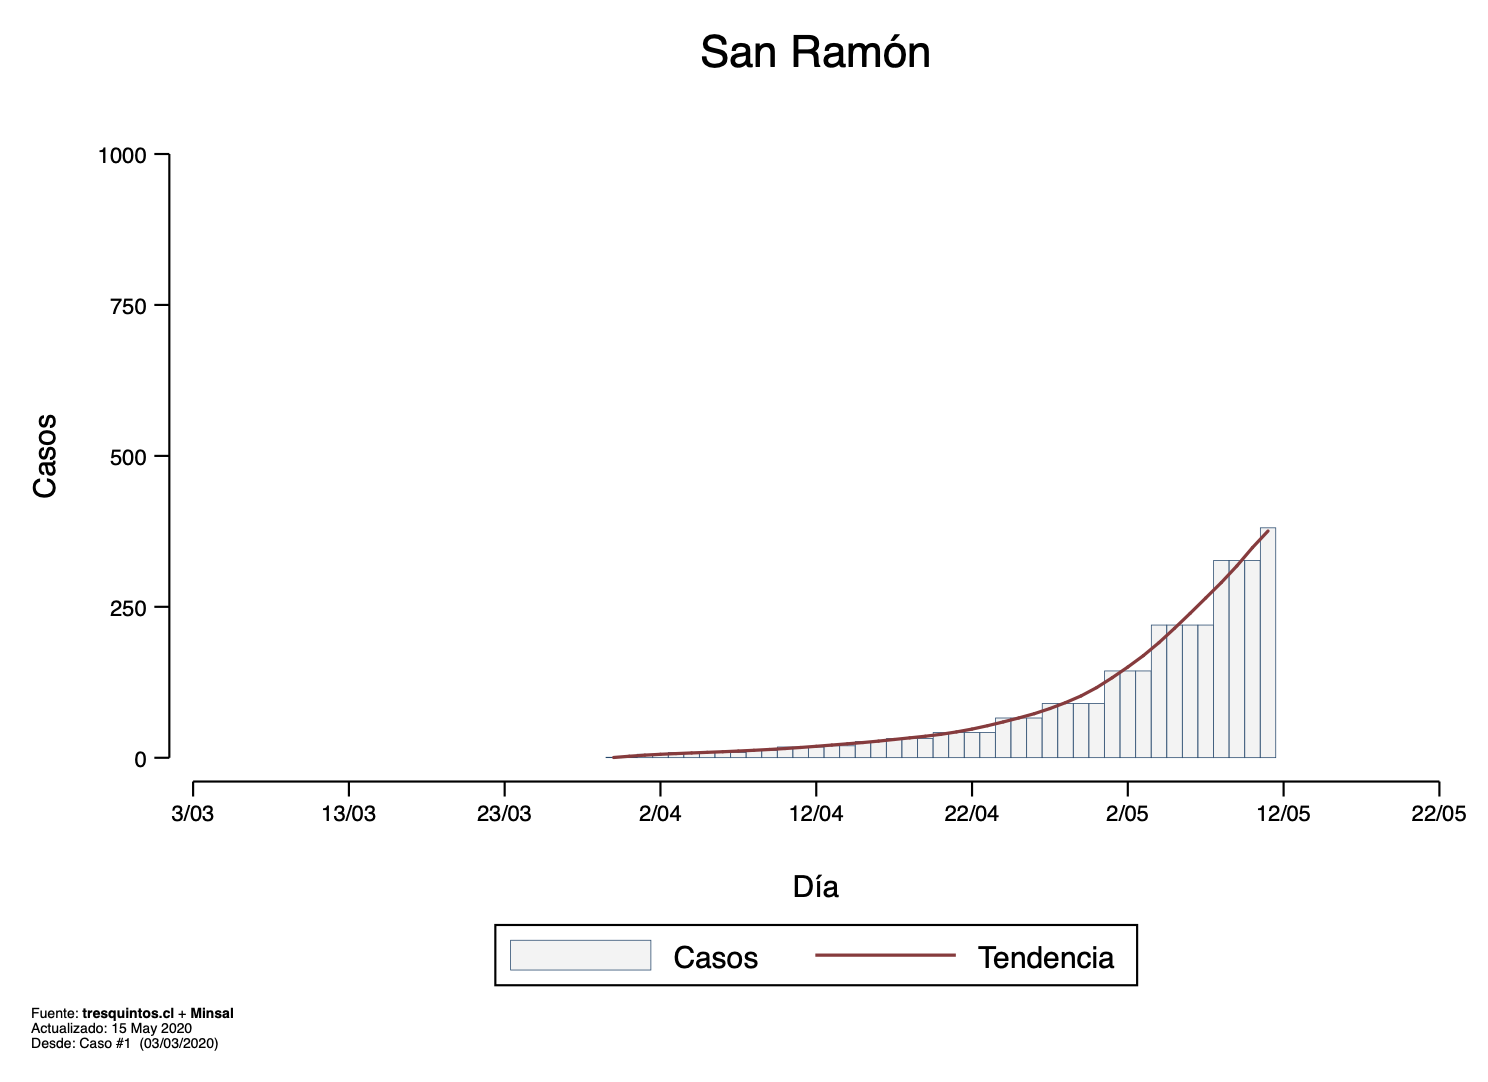 San Ramón
Casos
1000
750
500
250
0
3/03 13/03 23/03 2/04 12/04 22/04 2/05 12/05 22/05
Día
Casos Tendencia
Fuente: tresquintos.cl + Minsal
Actualizado: 15 May 2020
Desde: Caso #1 (03/03/2020)